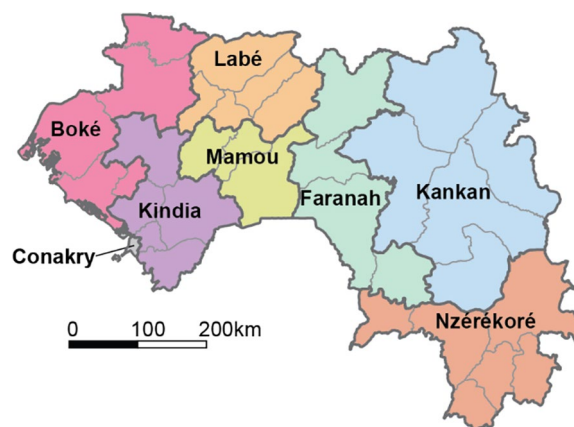 Labé
Boké
Mamou
Kindia
Faranah
Kankan
Conakry
Nzérékoré
0 100 200km